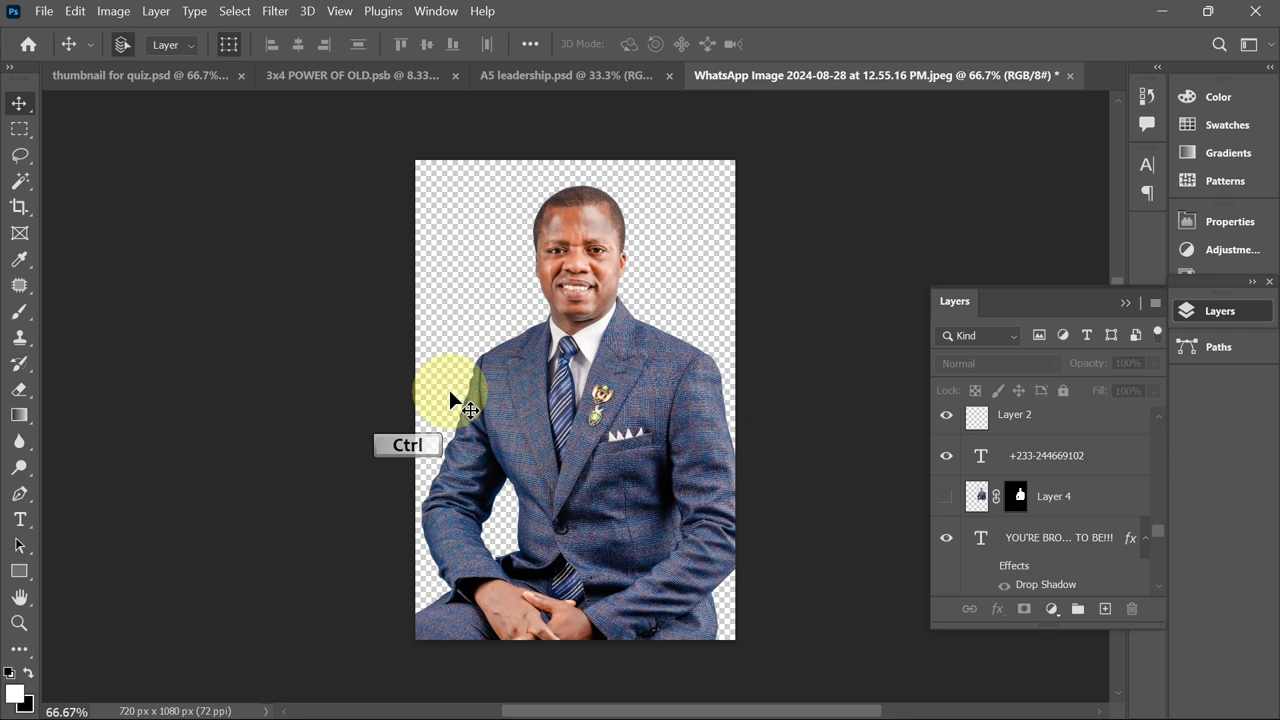 Ps File Edit Image Layer Type Select Filter 3D View Plugins Window Help
Layer
3D Mode:
thumbnail for quiz.psd @ 66.7%...
3x4 POWER OF OLD.psb @ 8.33...
A5 leadership.psd @ 33.3% (RG...
WhatsApp Image 2024-08-28 at 12.55.16 PM.jpeg @ 66.7% (RGB/8#) *
Color
Swatches
Gradients
Patterns
Properties
Adjustme...
Layers
Paths
Layers
Kind
Normal
Opacity: 100%
Lock:
Fill: 100%
Layer 2
+233-244669102
Layer 4
YOU'RE BRO... TO BE!!! fx
Effects
Drop Shadow
fx
Ctrl
66.67%
720 px x 1080 px (72 ppi)